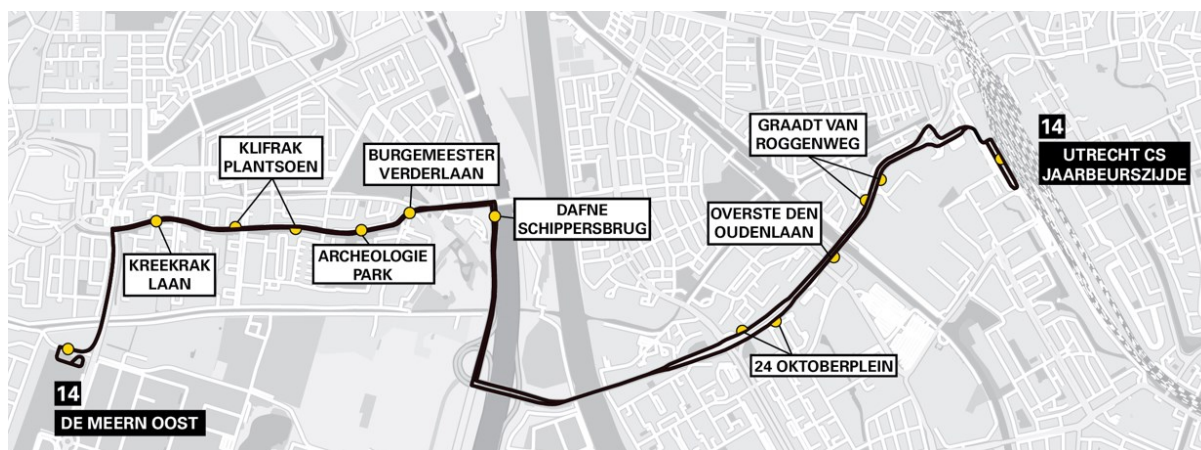 KLIFRAK
PLANTSOEN
BURGEMEESTER
VERDERLAAN
GRAADT VAN
ROGGENWEG
14
UTRECHT CS
JAARBEURSZIJDE
DAFNE
SCHIPPERSBRUG
OVERSTE DEN
OUDENLAAN
KREEKRAK
LAAN
ARCHEOLOGIE
PARK
24 OKTOBERPLEIN
14
DE MEERN OOST